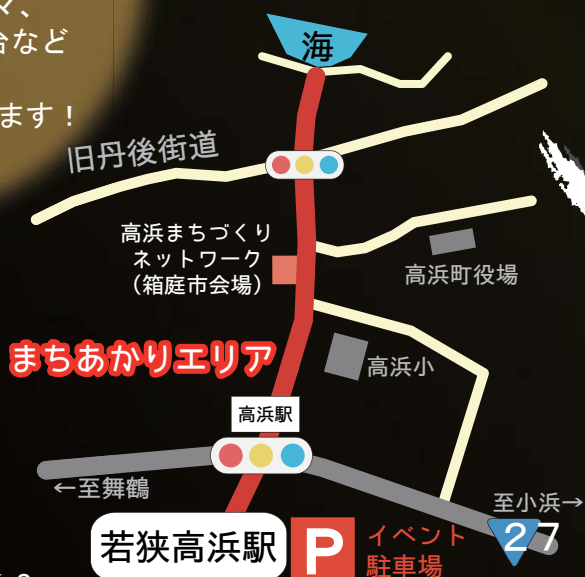 マ、
台など
ます！
海
旧丹後街道
高浜まちづくり
ネットワーク
（箱庭市会場）
高浜町役場
まちあかりエリア
高浜小
高浜駅
←至舞鶴
至小浜→
27
若狭高浜駅
P
イベント
駐車場